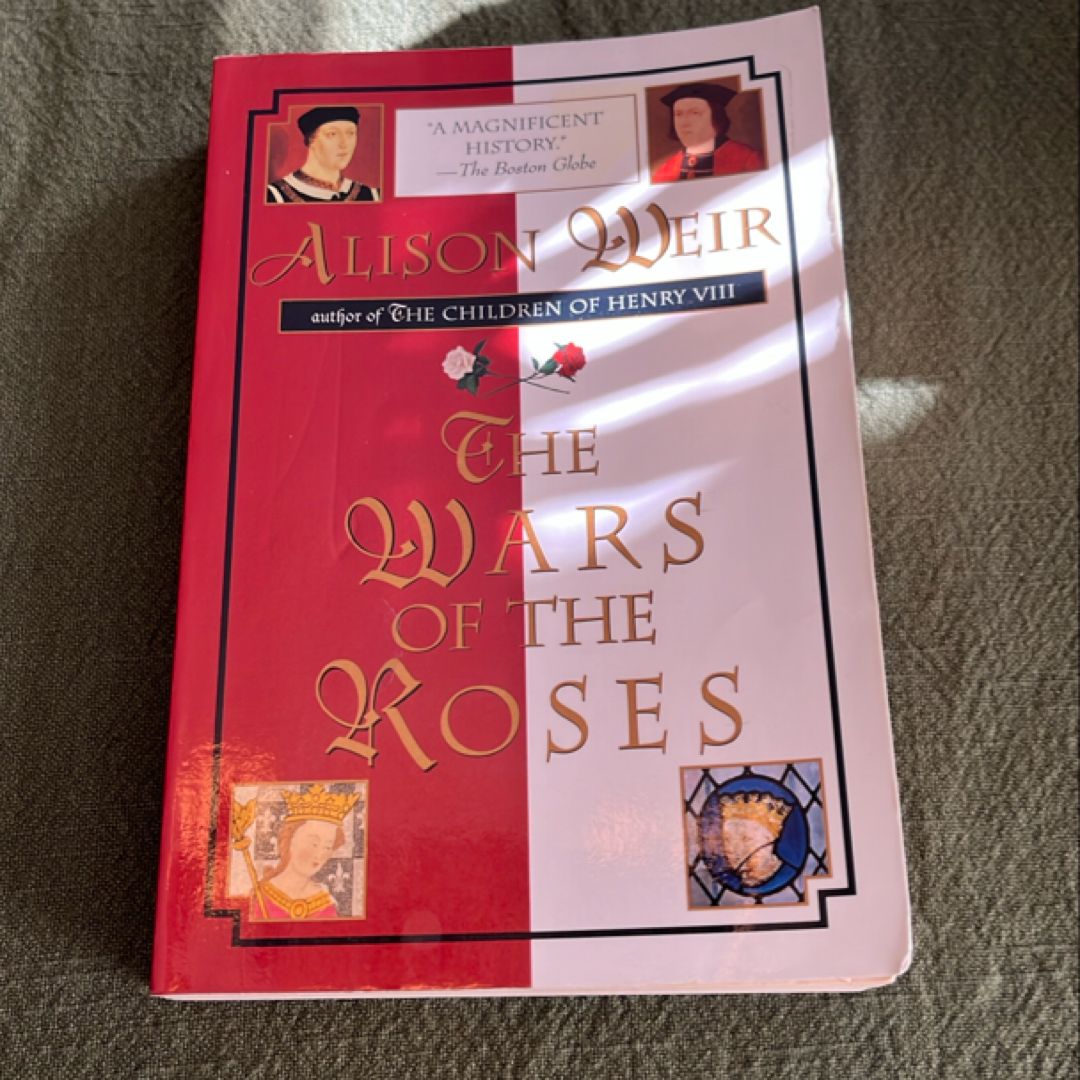 "A MAGNIFICENT
HISTORY."
—The Boston Globe
ALISON WEIR
author of THE CHILDREN OF HENRY VIII
THE
WARS
OF THE
ROSES